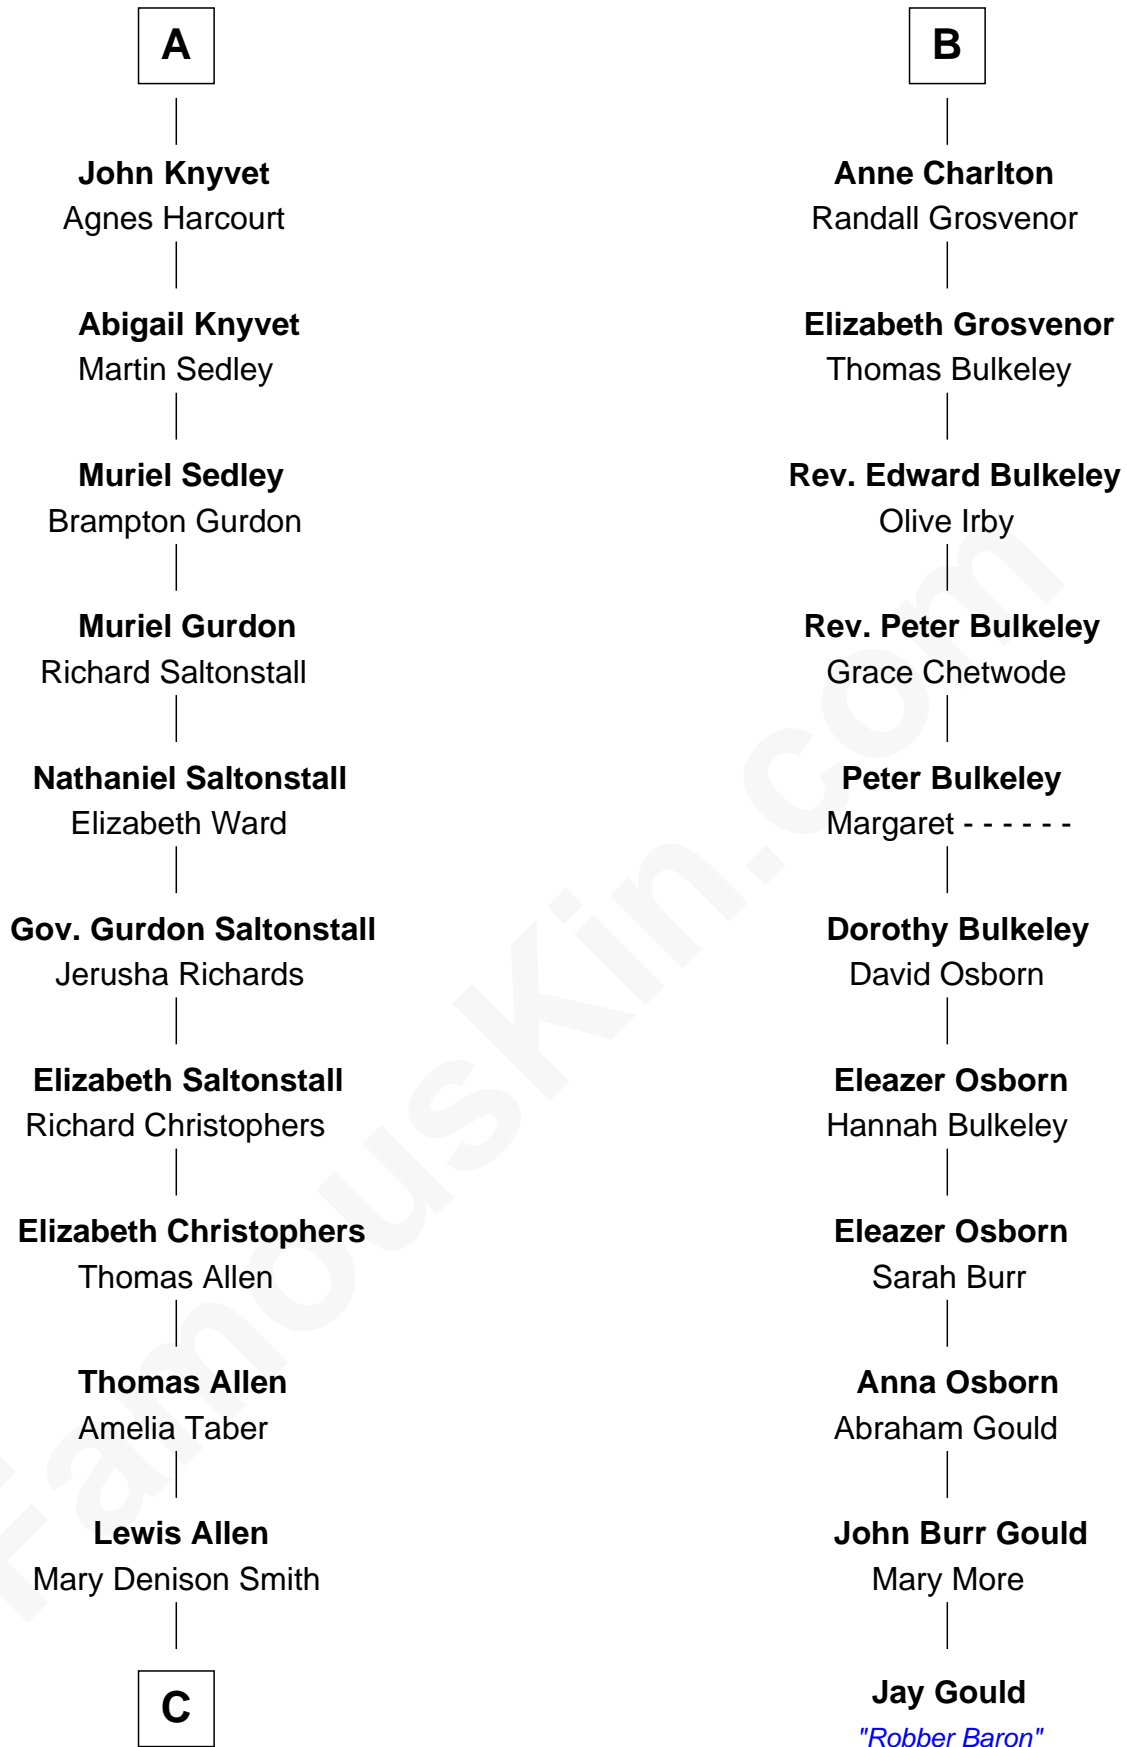 A
John Knyvet
Agnes Harcourt
Abigail Knyvet
Martin Sedley
Muriel Sedley
Brampton Gurdon
Muriel Gurdon
Richard Saltonstall
Nathaniel Saltonstall
Elizabeth Ward
Gov. Gurdon Saltonstall
Jerusha Richards
Elizabeth Saltonstall
Richard Christophers
Elizabeth Christophers
Thomas Allen
Thomas Allen
Amelia Taber
Lewis Allen
Mary Denison Smith
C
B
Anne Charlton
Randall Grosvenor
Elizabeth Grosvenor
Thomas Bulkeley
Rev. Edward Bulkeley
Olive Irby
Rev. Peter Bulkeley
Grace Chetwode
Peter Bulkeley
Margaret - - - - - -
Dorothy Bulkeley
David Osborn
Eleazer Osborn
Hannah Bulkeley
Eleazer Osborn
Sarah Burr
Anna Osborn
Abraham Gould
John Burr Gould
Mary More
Jay Gould
"Robber Baron"
FamousKin.com